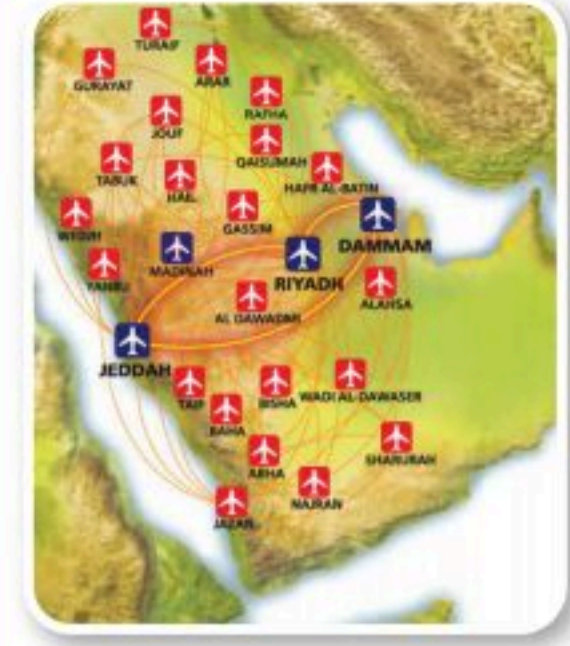 TURAIF
GURAYAT
ARAR
RAFHA
JOUF
QAISUMAH
TABUK
HAIL
HAFR AL-BATIN
WEDJH
GASSIM
DAMMAM
MADINAH
YANBU
RIYADH
ALAHSA
AL DAWADMI
JEDDAH
TAIF
BISHA
WADI AL-DAWASER
BAHA
ABHA
SHARURAH
NAJRAN
JAZAN